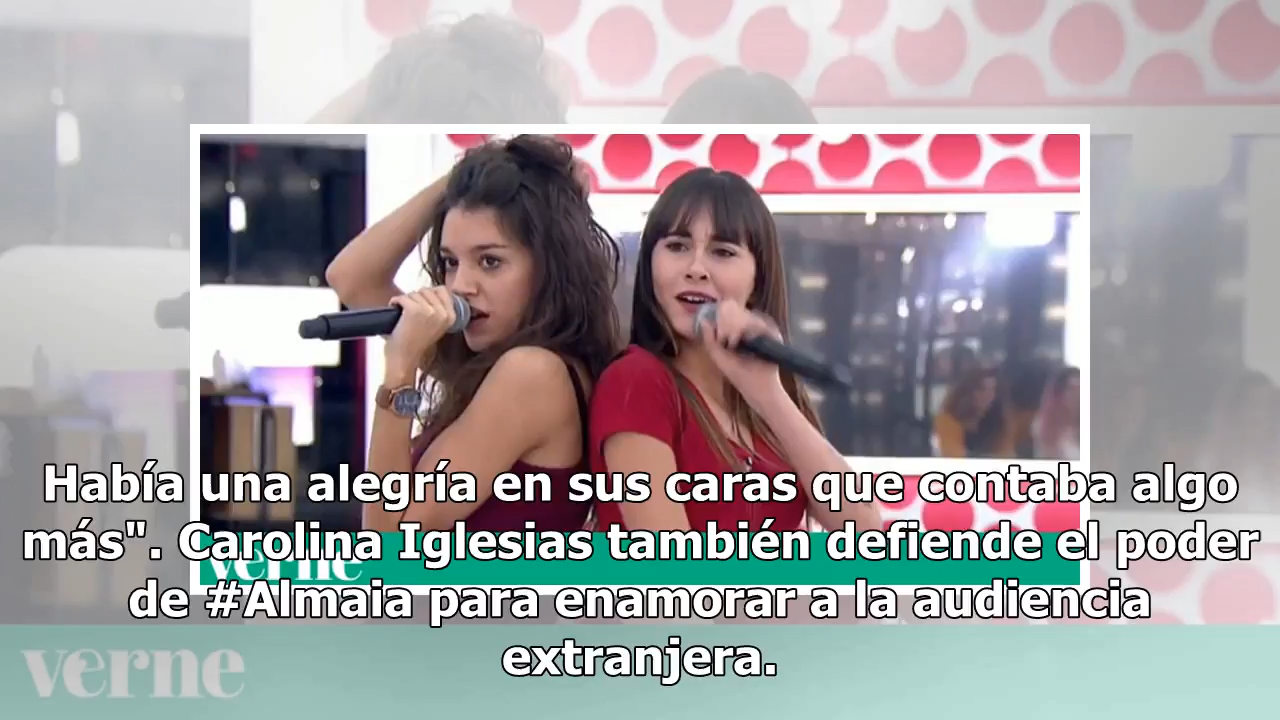 Había una alegría en sus caras que contaba algo
más". Carolina Iglesias también defiende el poder
verne
de #Almaia para enamorar a la audiencia
extranjera.
verne